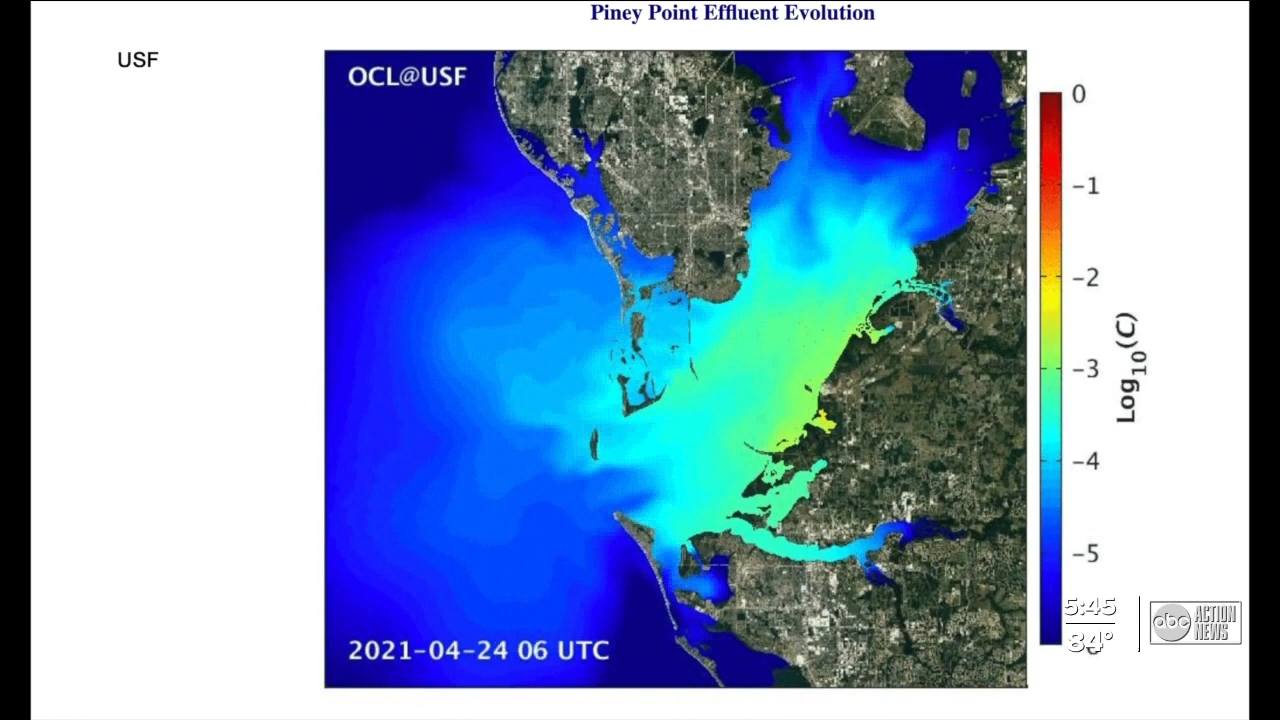 Piney Point Effluent Evolution
USF
OCL@USF
0
−1
−2
−3
−4
−5
Log10(C)
2021−04−24 06 UTC
5:45
84°
abc
ACTION
NEWS